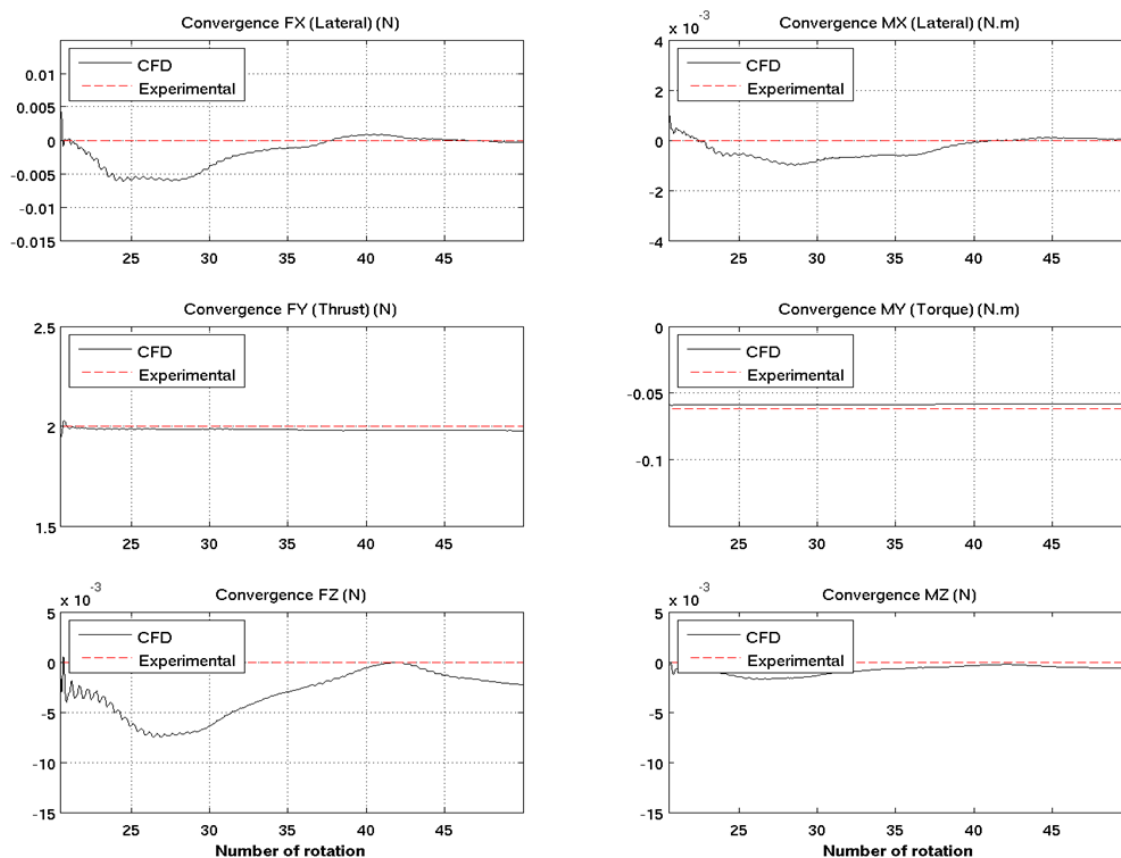 Convergence FX (Lateral) (N)
CFD
Experimental
0.01
0.005
0
-0.005
-0.01
-0.015
25 30 35 40 45
Convergence MX (Lateral) (N.m)
x 10^-3
CFD
Experimental
4
2
0
-2
-4
25 30 35 40 45
Convergence FY (Thrust) (N)
CFD
Experimental
2.5
2
1.5
25 30 35 40 45
Convergence MY (Torque) (N.m)
CFD
Experimental
0
-0.05
-0.1
25 30 35 40 45
Convergence FZ (N)
x 10^-3
CFD
Experimental
5
0
-5
-10
-15
25 30 35 40 45
Number of rotation
Convergence MZ (N)
x 10^-3
CFD
Experimental
5
0
-5
-10
-15
25 30 35 40 45
Number of rotation